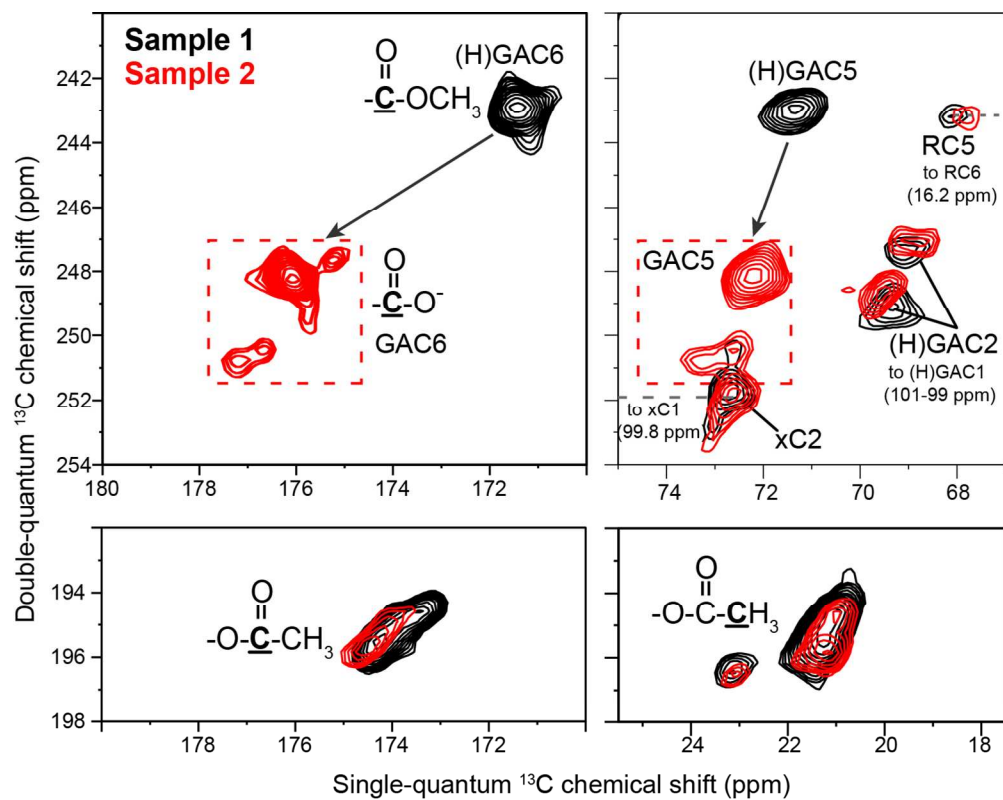 Sample 1
Sample 2
O
-C-OCH3
(H)GAC6
O
-C-O-
GAC6
242
244
246
248
250
252
254
180
178
176
174
172
(H)GAC5
RC5
to RC6
(16.2 ppm)
GAC5
(H)GAC2
to (H)GAC1
(101-99 ppm)
to xC1
(99.8 ppm)
xC2
74
72
70
68
Double-quantum 13C chemical shift (ppm)
194
196
198
O
-O-C-CH3
178
176
174
172
O
-O-C-CH3
24
22
20
18
Single-quantum 13C chemical shift (ppm)